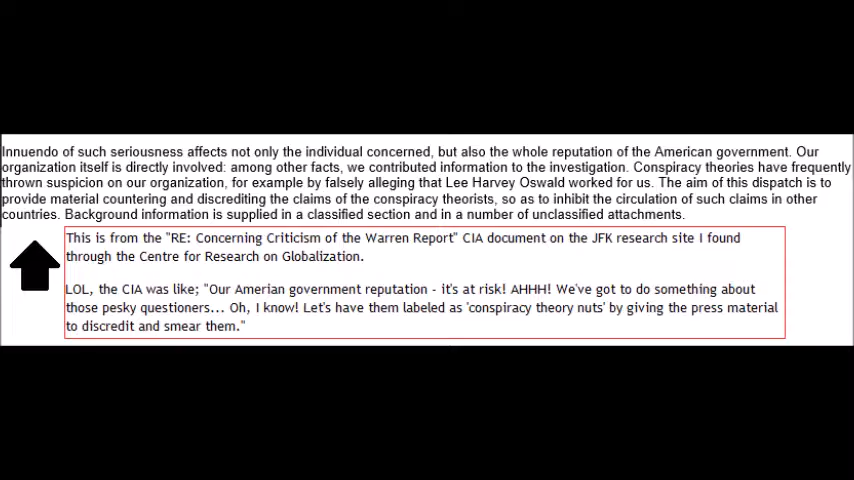 Innuendo of such seriousness affects not only the individual concerned, but also the whole reputation of the American government. Our
organization itself is directly involved: among other facts, we contributed information to the investigation. Conspiracy theories have frequently
thrown suspicion on our organization, for example by falsely alleging that Lee Harvey Oswald worked for us. The aim of this dispatch is to
provide material countering and discrediting the claims of the conspiracy theorists, so as to inhibit the circulation of such claims in other
countries. Background information is supplied in a classified section and in a number of unclassified attachments.
This is from the "RE: Concerning Criticism of the Warren Report" CIA document on the JFK research site I found
through the Centre for Research on Globalization.
LOL, the CIA was like; "Our Amerian government reputation - it's at risk! AHHH! We've got to do something about
those pesky questioners... Oh, I know! Let's have them labeled as 'conspiracy theory nuts' by giving the press material
to discredit and smear them."